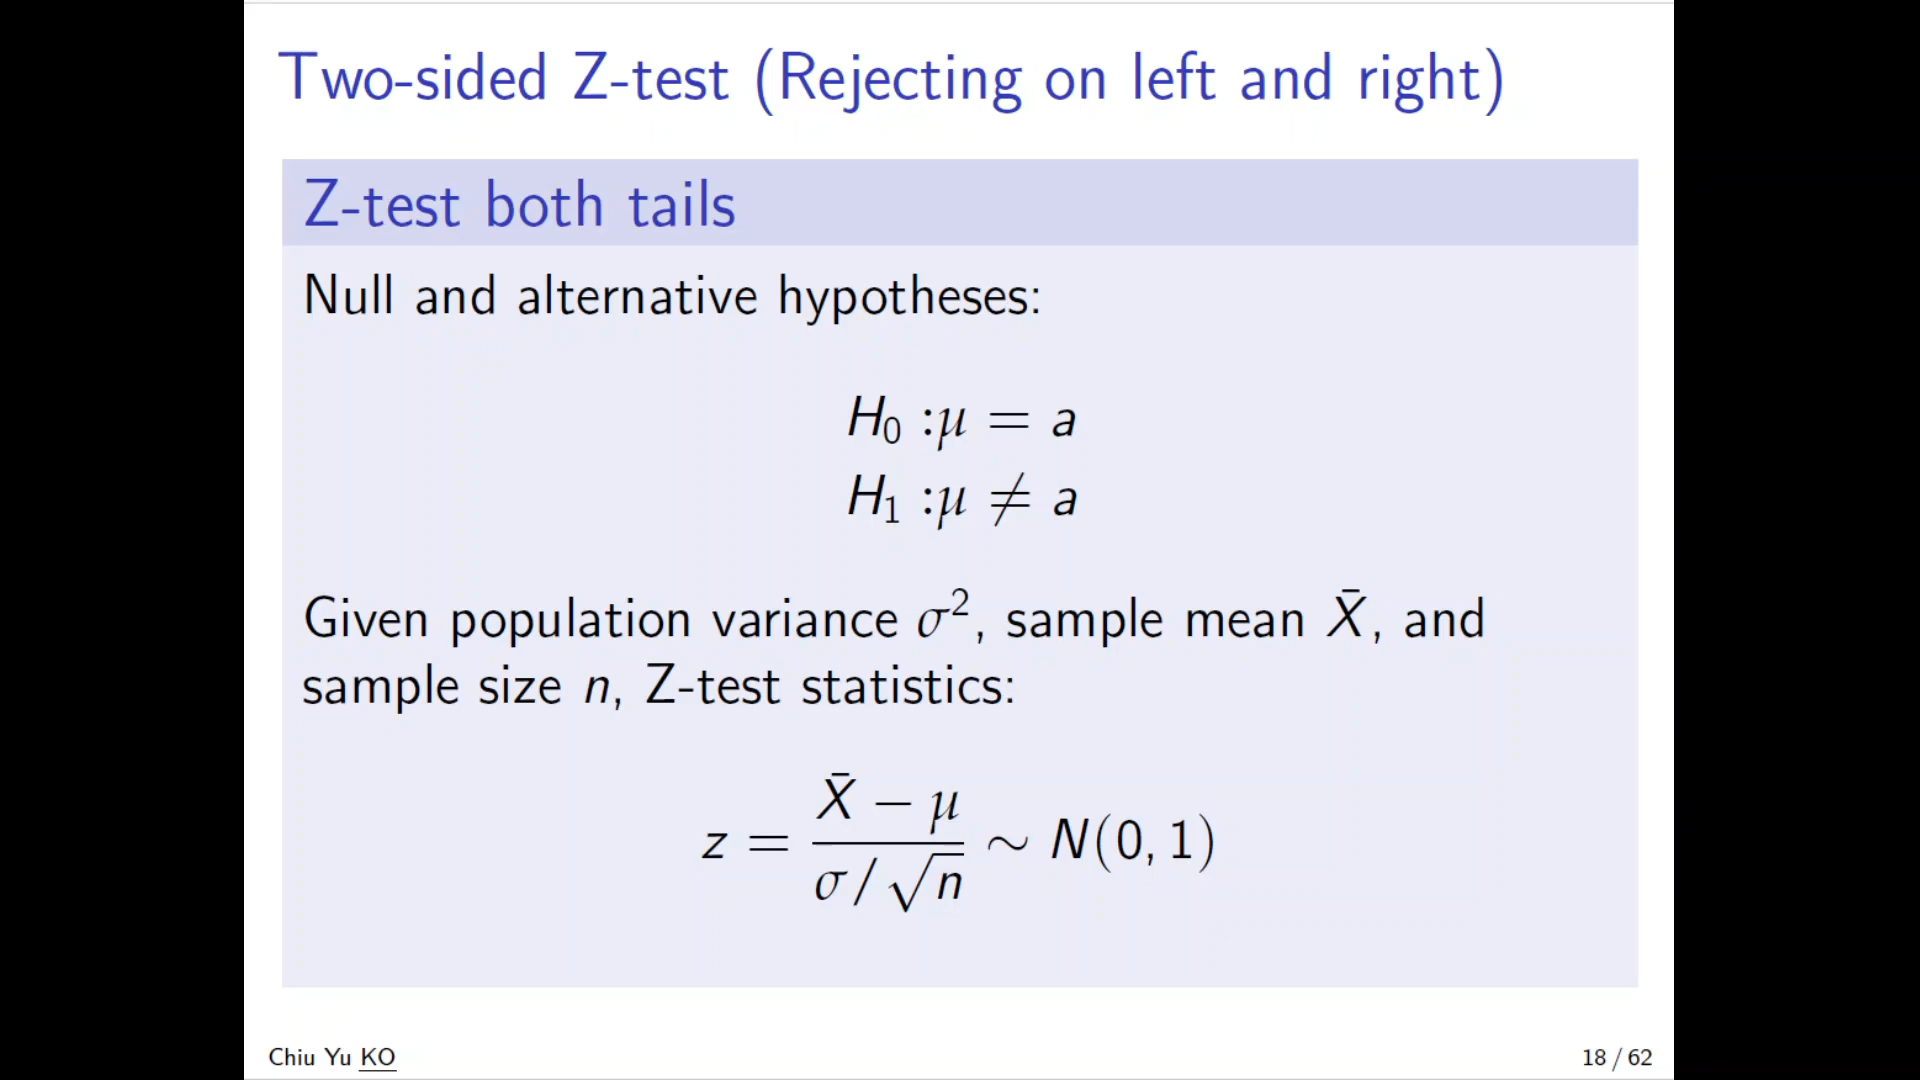 Two-sided Z-test (Rejecting on left and right)
Z-test both tails
Null and alternative hypotheses:
H₀ : μ = a
H₁ : μ ≠ a
Given population variance σ², sample mean X̄, and
sample size n, Z-test statistics:
z = (X̄ − μ) / (σ/√n) ∼ N(0, 1)
Chiu Yu KO
18 / 62